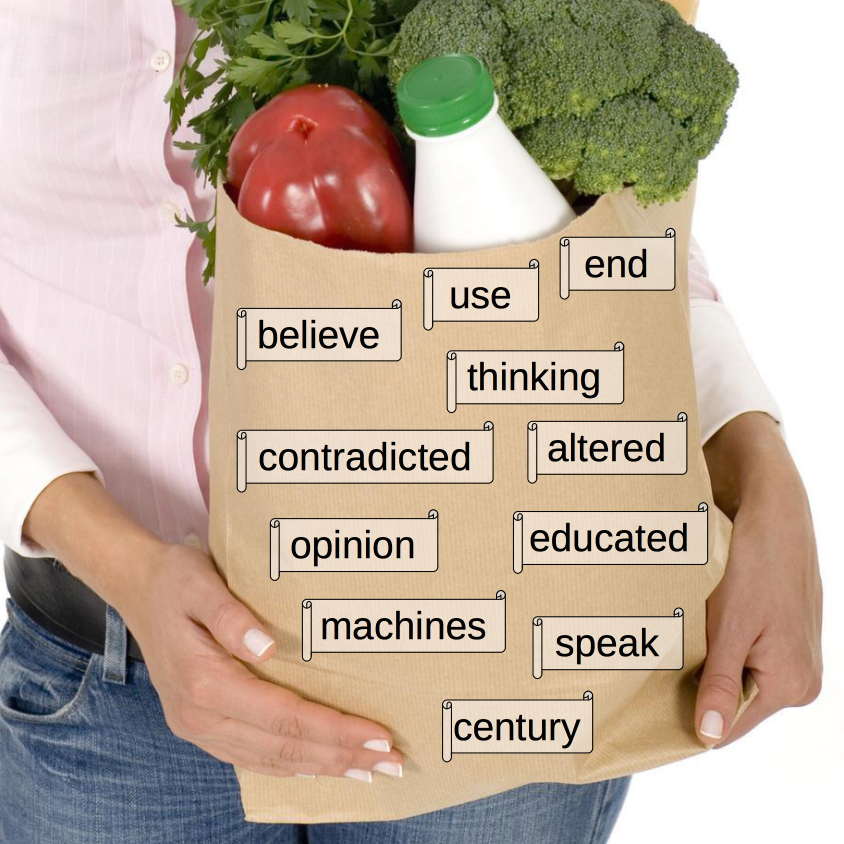 end
use
believe
thinking
contradicted
altered
opinion
educated
machines
speak
century